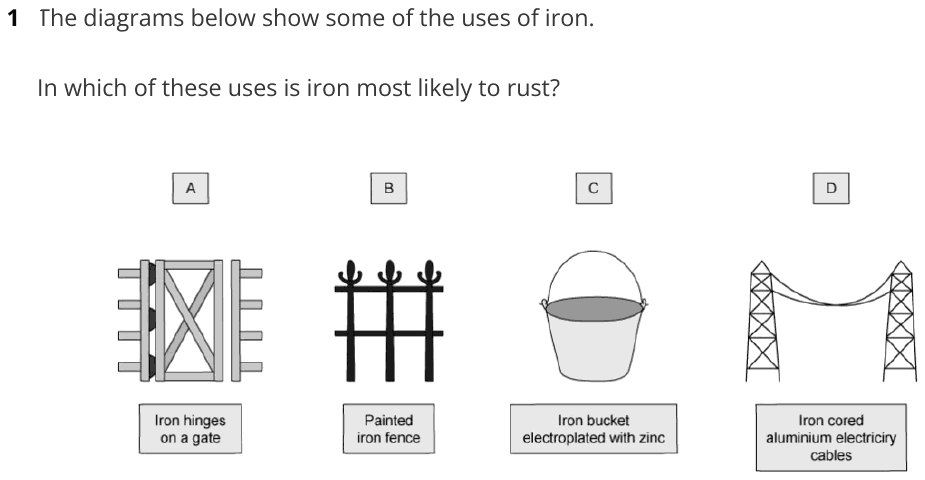 1 The diagrams below show some of the uses of iron.
In which of these uses is iron most likely to rust?
A
B
C
D
Iron hinges
on a gate
Painted
iron fence
Iron bucket
electroplated with zinc
Iron cored
aluminium electriciry
cables